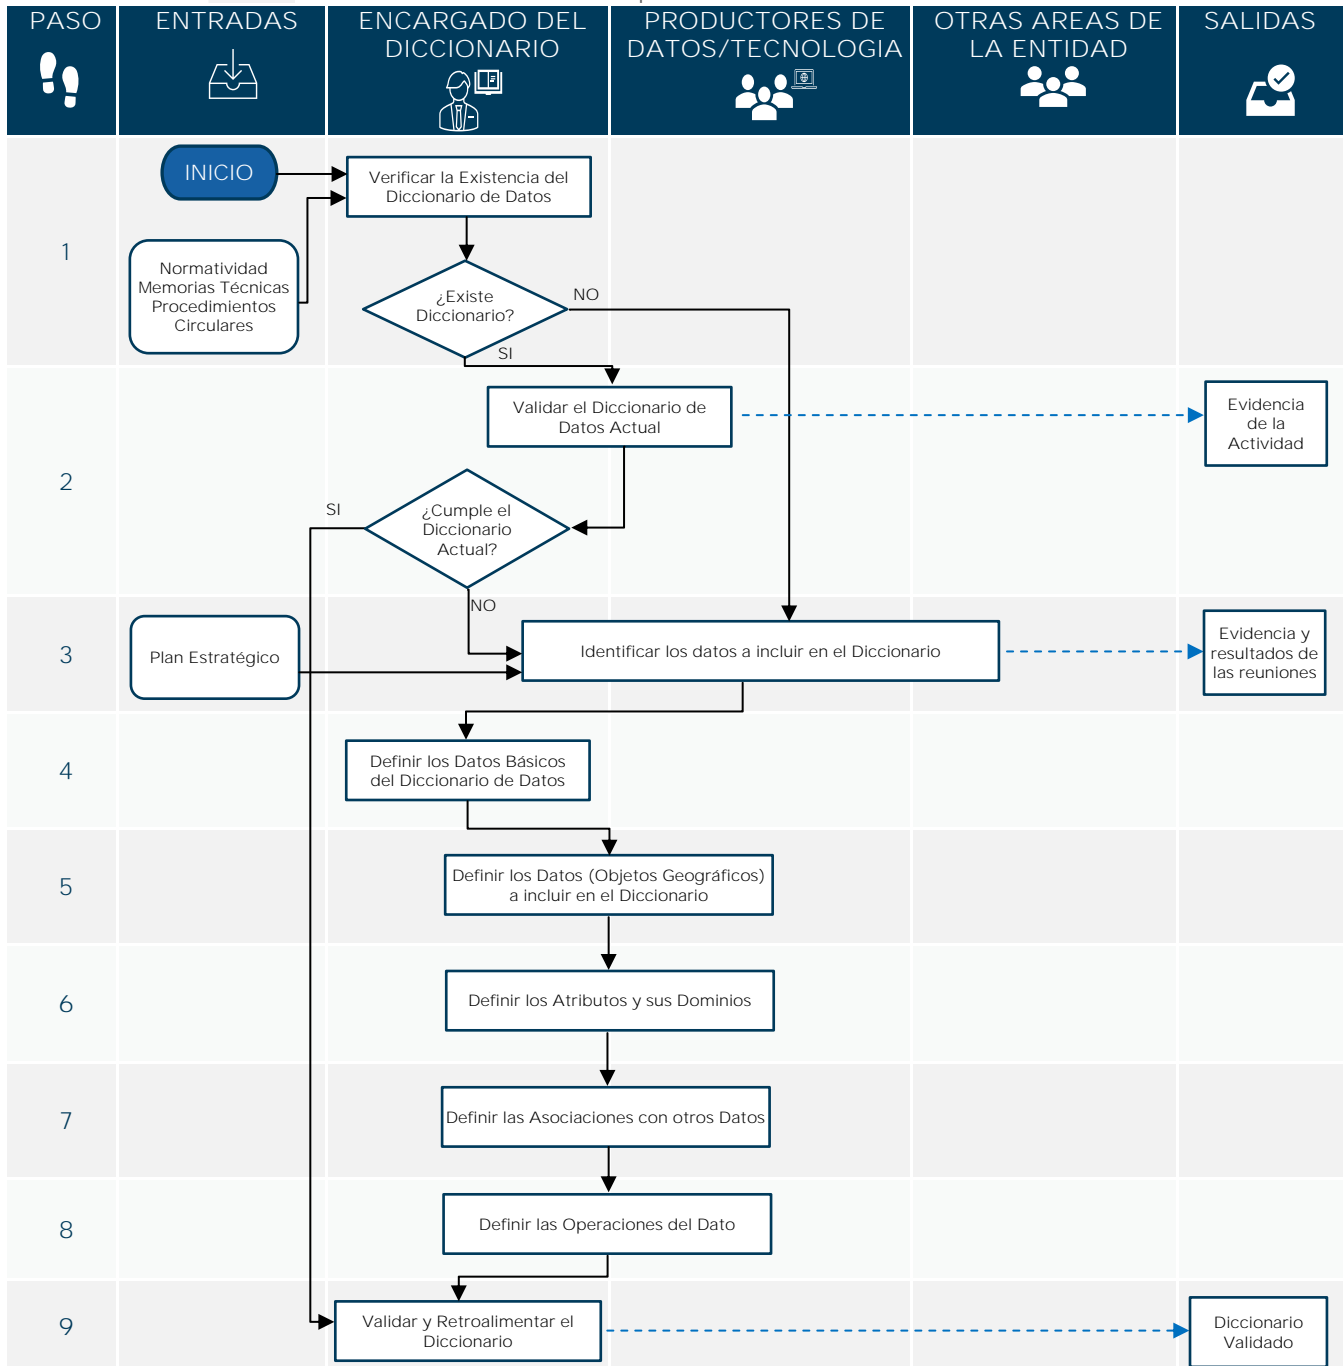 PASO
ENTRADAS
ENCARGADO DEL
DICCIONARIO
PRODUCTORES DE
DATOS/TECNOLOGIA
OTRAS AREAS DE
LA ENTIDAD
SALIDAS
1
INICIO
Verificar la Existencia del
Diccionario de Datos
Normatividad
Memorias Técnicas
Procedimientos
Circulares
¿Existe
Diccionario?
NO
SI
2
Validar el Diccionario de
Datos Actual
Evidencia
de la
Actividad
¿Cumple el
Diccionario
Actual?
SI
NO
3
Plan Estratégico
Identificar los datos a incluir en el Diccionario
Evidencia y
resultados de
las reuniones
4
Definir los Datos Básicos
del Diccionario de Datos
5
Definir los Datos (Objetos Geográficos)
a incluir en el Diccionario
6
Definir los Atributos y sus Dominios
7
Definir las Asociaciones con otros Datos
8
Definir las Operaciones del Dato
9
Validar y Retroalimentar el
Diccionario
Diccionario
Validado